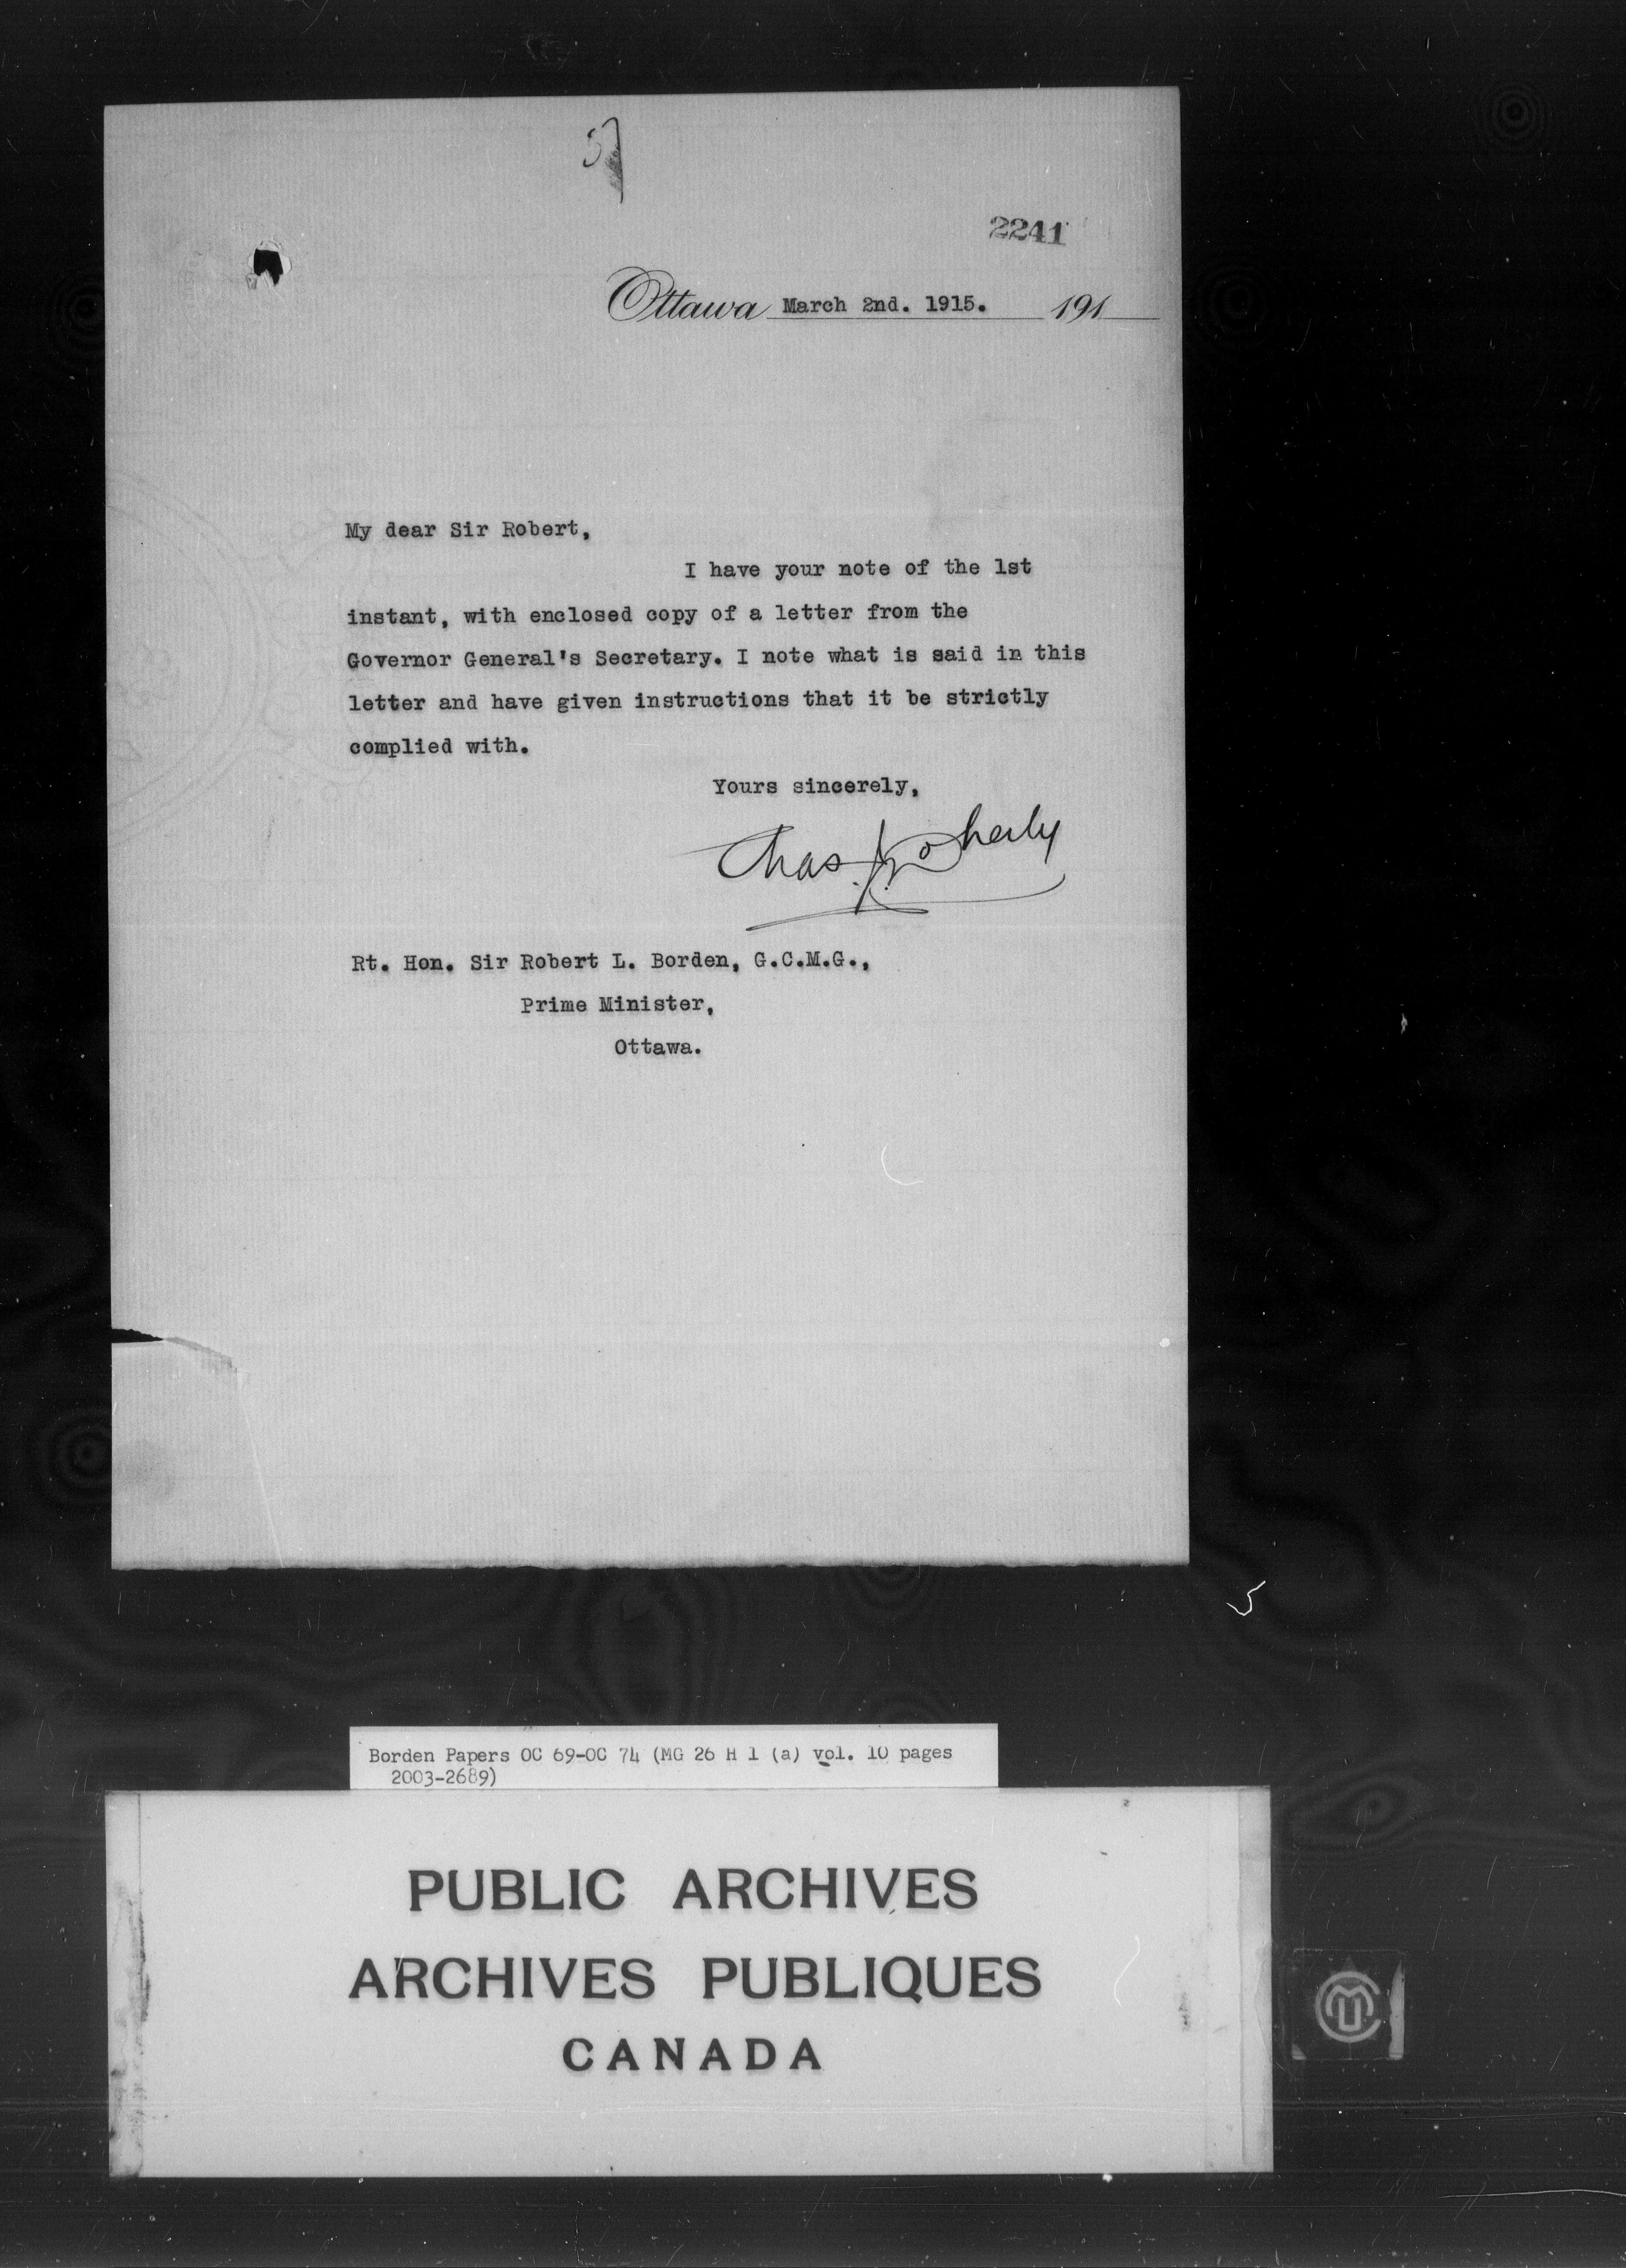 2241
Ottawa March 2nd. 1915. 191
My dear Sir Robert,
I have your note of the 1st
instant, with enclosed copy of a letter from the
Governor General's Secretary. I note what is said in this
letter and have given instructions that it be strictly
complied with.
Yours sincerely,
Chas. J. Doherty
Rt. Hon. Sir Robert L. Borden, G.C.M.G.,
Prime Minister,
Ottawa.
Borden Papers OC 69-OC 74 (MG 26 H 1 (a) vol. 10 pages
2003-2689)
PUBLIC ARCHIVES
ARCHIVES PUBLIQUES
CANADA